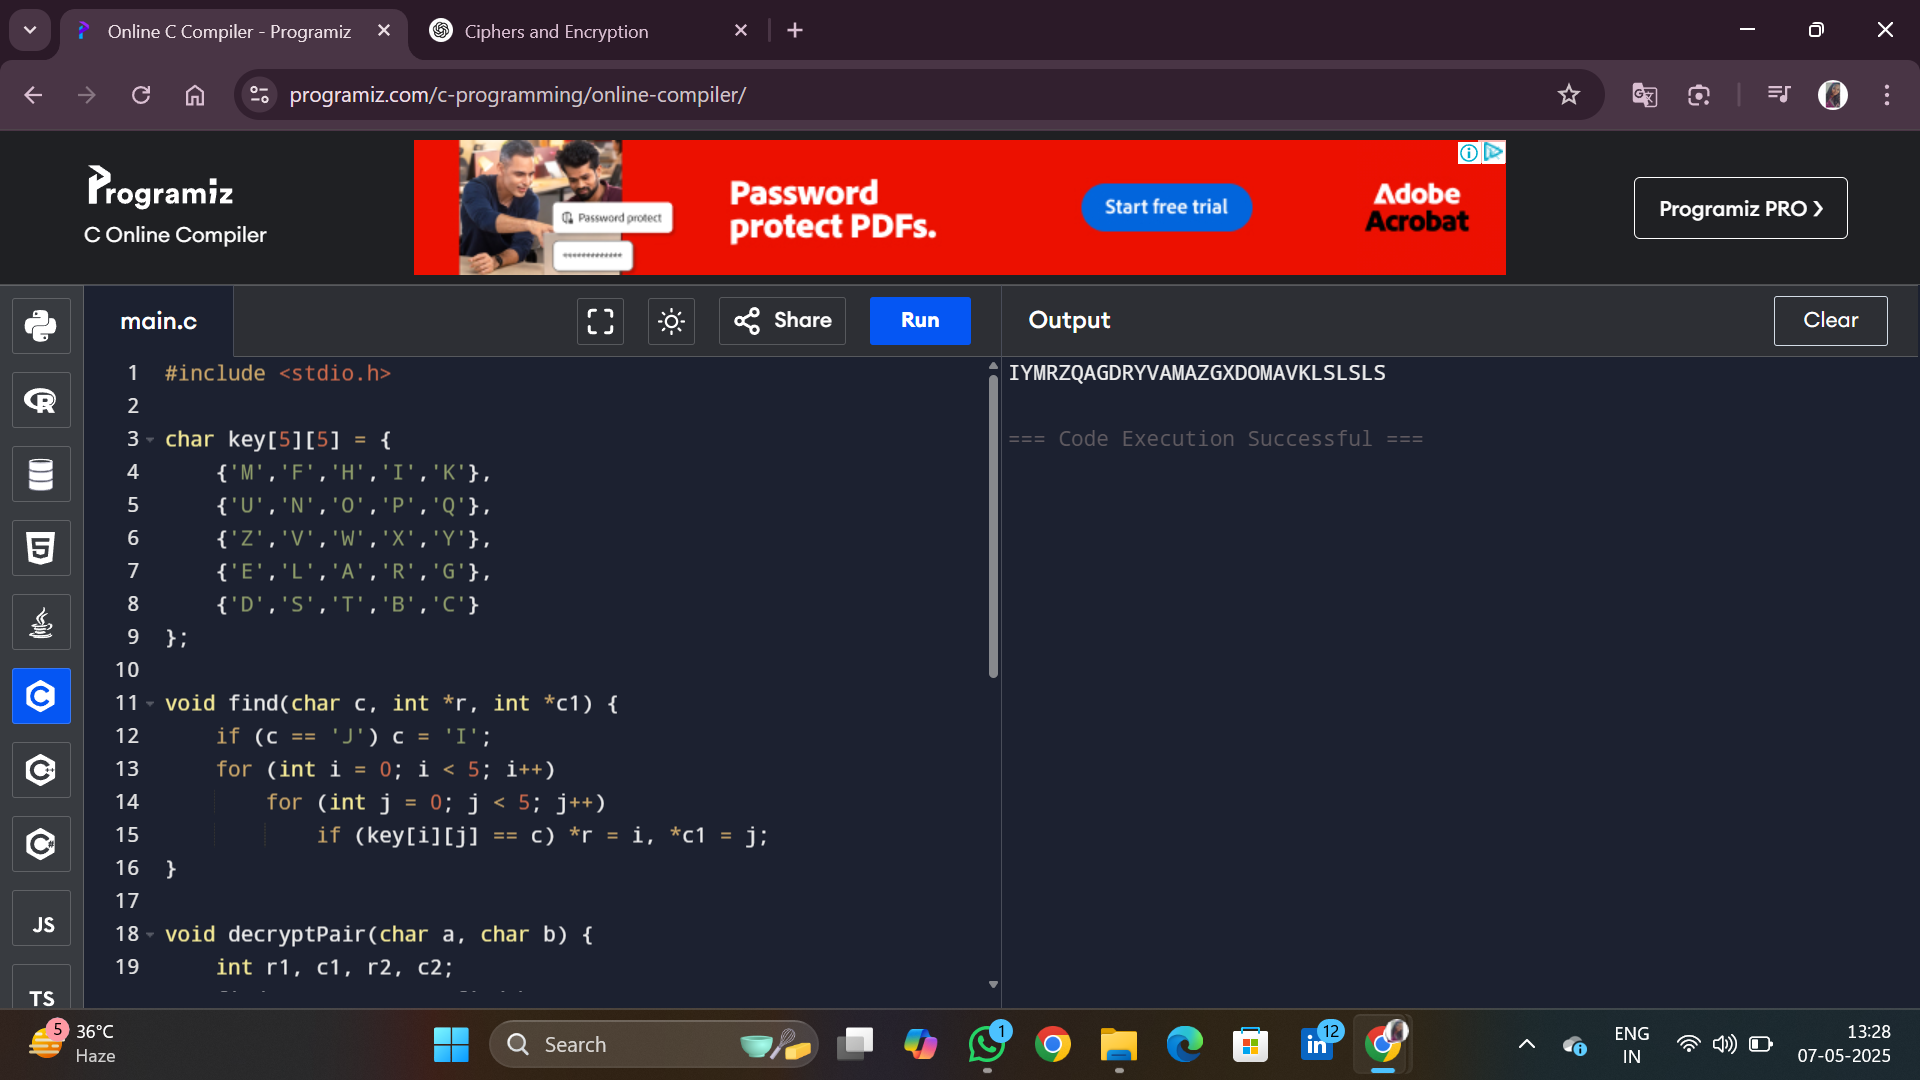 Online C Compiler - Programiz
Ciphers and Encryption
programiz.com/c-programming/online-compiler/
Programiz
C Online Compiler
Password protect
*************
Password
protect PDFs.
Start free trial
Adobe
Acrobat
Programiz PRO ❯
main.c
Share
Run
Output
Clear
1 #include <stdio.h>
2
3 char key[5][5] = {
4     {'M','F','H','I','K'},
5     {'U','N','O','P','Q'},
6     {'Z','V','W','X','Y'},
7     {'E','L','A','R','G'},
8     {'D','S','T','B','C'}
9 };
10
11 void find(char c, int *r, int *c1) {
12     if (c == 'J') c = 'I';
13     for (int i = 0; i < 5; i++)
14         for (int j = 0; j < 5; j++)
15             if (key[i][j] == c) *r = i, *c1 = j;
16 }
17
18 void decryptPair(char a, char b) {
19     int r1, c1, r2, c2;
IYMRZQAGDRYVAMAZGXDOMAVKLSLSLS
=== Code Execution Successful ===
JS
TS
5
36°C
Haze
Search
1
12
ENG
IN
13:28
07-05-2025